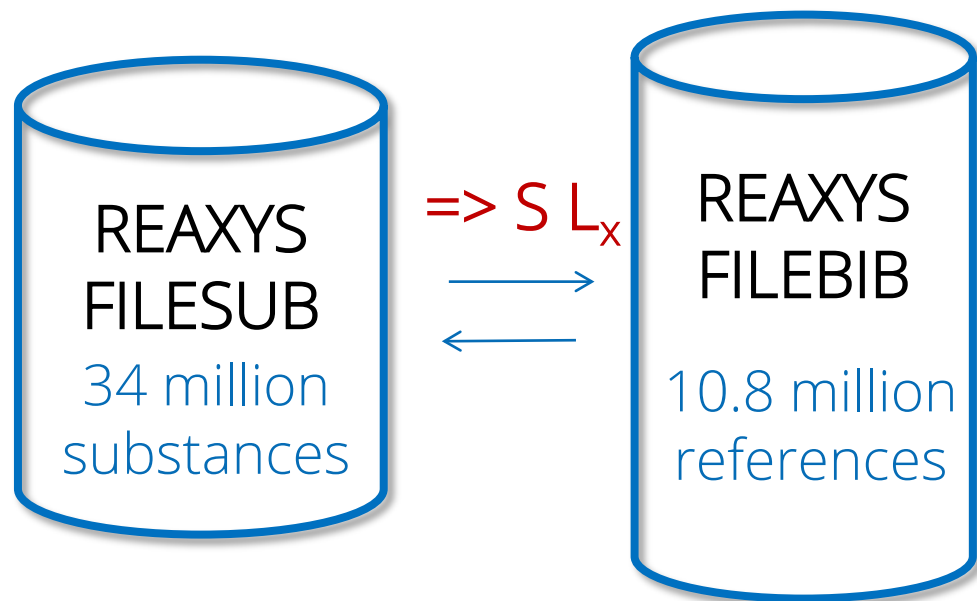 REAXYS
FILESUB
34 million
substances
=> S Lₓ
REAXYS
FILEBIB
10.8 million
references